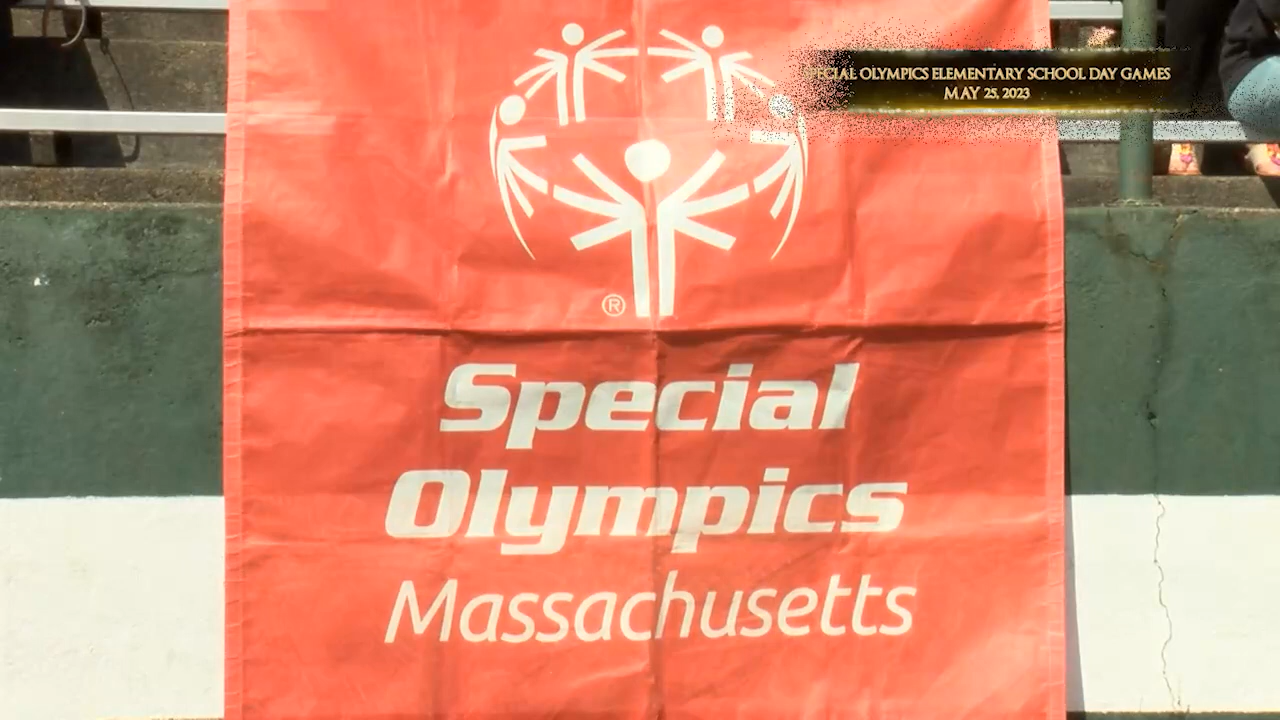 SPECIAL OLYMPICS ELEMENTARY SCHOOL DAY GAMES
MAY 25, 2023
®
Special
Olympics
Massachusetts